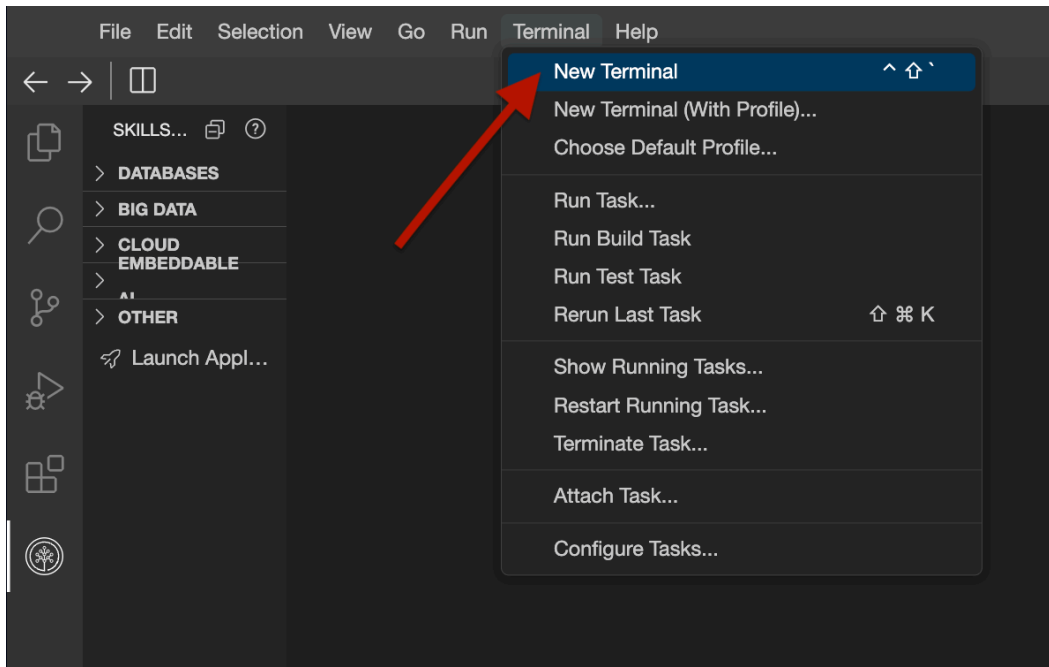 File Edit Selection View Go Run Terminal Help
SKILLS...
DATABASES
BIG DATA
CLOUD
EMBEDDABLE
OTHER
Launch Appl...
New Terminal ^ ⇧ `
New Terminal (With Profile)...
Choose Default Profile...
Run Task...
Run Build Task
Run Test Task
Rerun Last Task ⇧ ⌘ K
Show Running Tasks...
Restart Running Task...
Terminate Task...
Attach Task...
Configure Tasks...